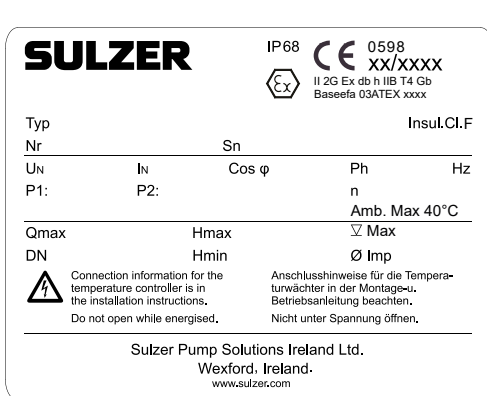 SULZER
IP68 CE 0598
xx/xxxx
Ex II 2G Ex db h IIB T4 Gb
Baseefa 03ATEX xxxx
Typ Insul.Cl.F
Nr Sn
UN IN Cos φ Ph Hz
P1: P2: n
Amb. Max 40°C
Qmax Hmax ▽ Max
DN Hmin Ø Imp
Connection information for the
temperature controller is in
the installation instructions.
Do not open while energised.
Anschlusshinweise für die Tempera-
turwächter in der Montage-u.
Betriebsanleitung beachten.
Nicht unter Spannung öffnen.
Sulzer Pump Solutions Ireland Ltd.
Wexford, Ireland.
www.sulzer.com